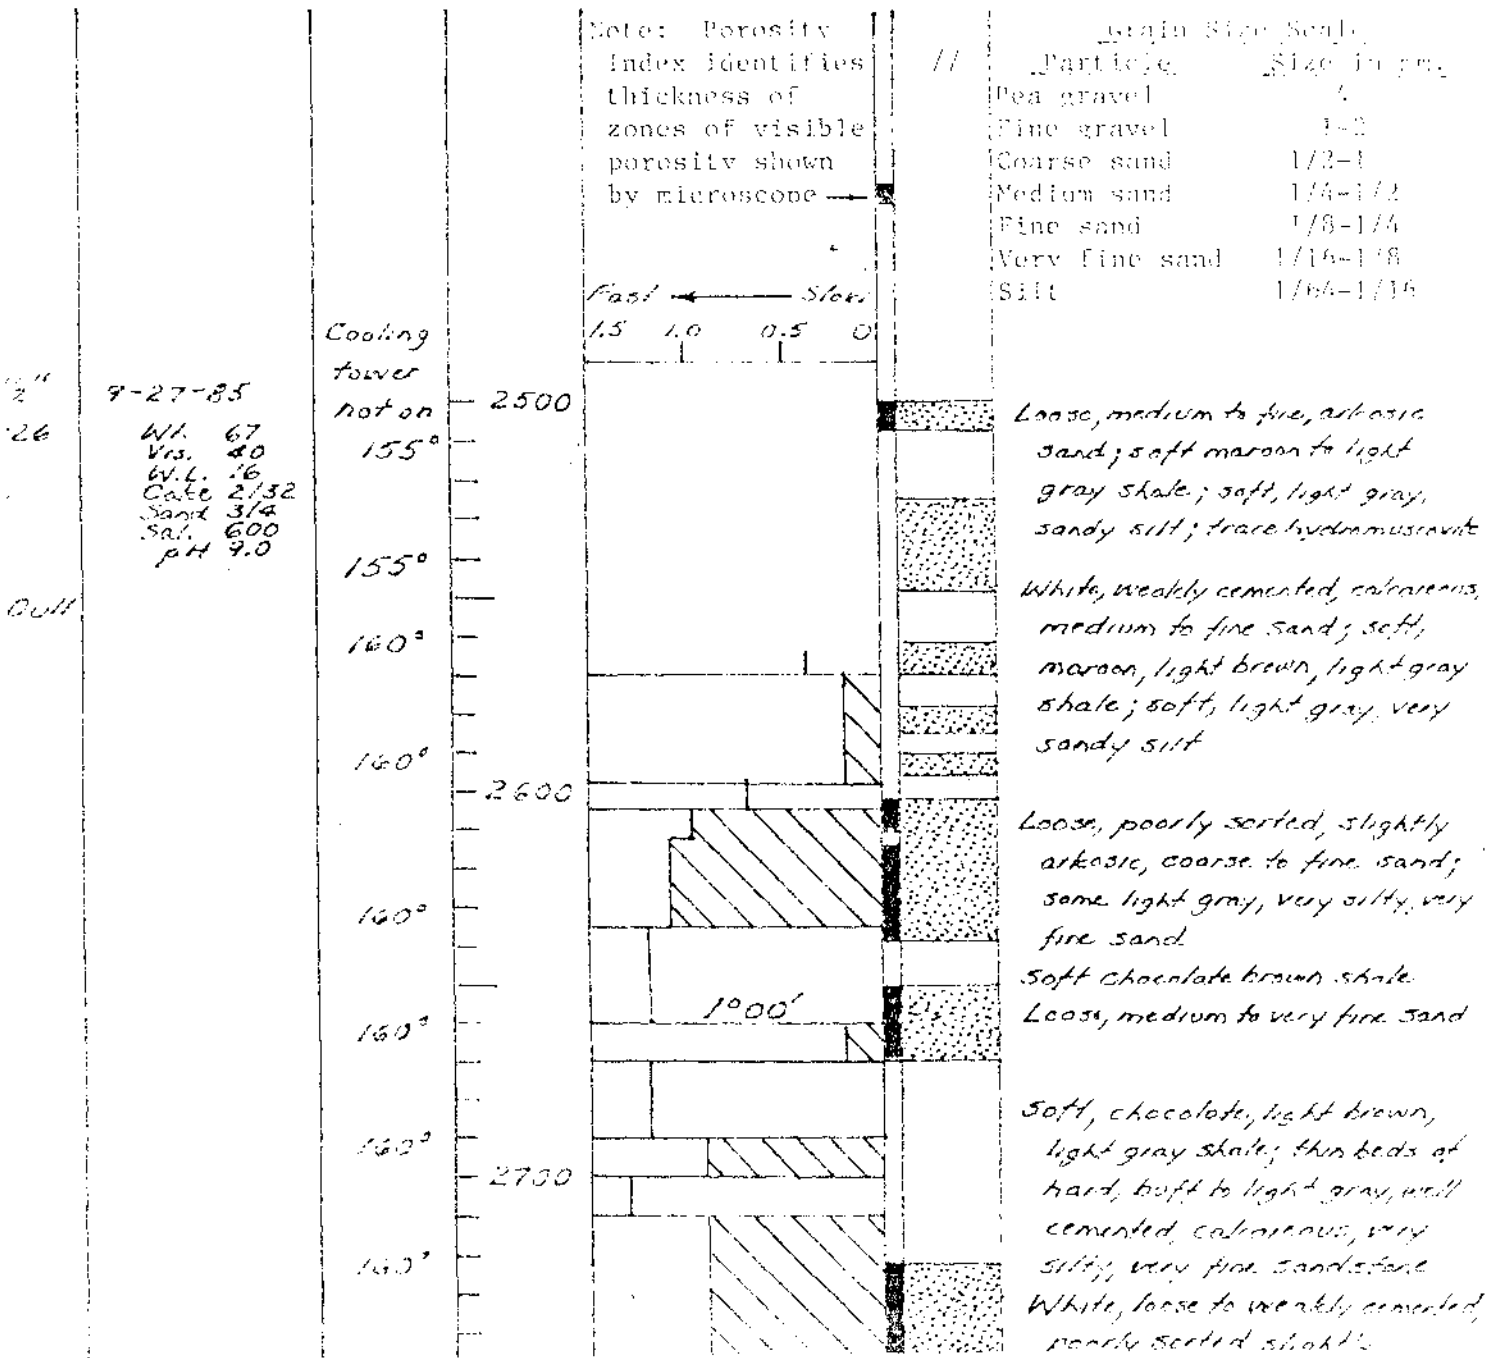 Note: Porosity
Index identifies
thickness of
zones of visible
porosity shown
by microscope
//
Grain Size Scale
Particle Size in mm.
Pea gravel 4
Fine gravel 1-2
Coarse sand 1/2-1
Medium sand 1/4-1/2
Fine sand 1/8-1/4
Very fine sand 1/16-1/8
Silt 1/64-1/16
Fast Slow
1.5 1.0 0.5 0
Cooling
tower
not on
9-27-85
Wt. 67
Vis. 40
W.L. 16
Cake 2/32
Sand 3/4
Sal. 600
pH 9.0
26
Dull
155°
155°
160°
160°
160°
160°
160°
160°
2500
2600
2700
1°00'
Loose, medium to fine, arkosic
sand; soft maroon to light
gray shale; soft, light gray,
sandy silt; trace hydromuscovite
White, weakly cemented, calcareous,
medium to fine sand; soft,
maroon, light brown, light gray
shale; soft, light gray, very
sandy silt
Loose, poorly sorted, slightly
arkosic, coarse to fine sand;
some light gray, very silty, very
fine sand
Soft chocolate brown shale
Loose, medium to very fine sand
Soft, chocolate, light brown,
light gray shale; thin beds of
hard, buff to light gray, well
cemented, calcareous, very
silty, very fine sandstone
White, loose to weakly cemented,
poorly sorted slightly